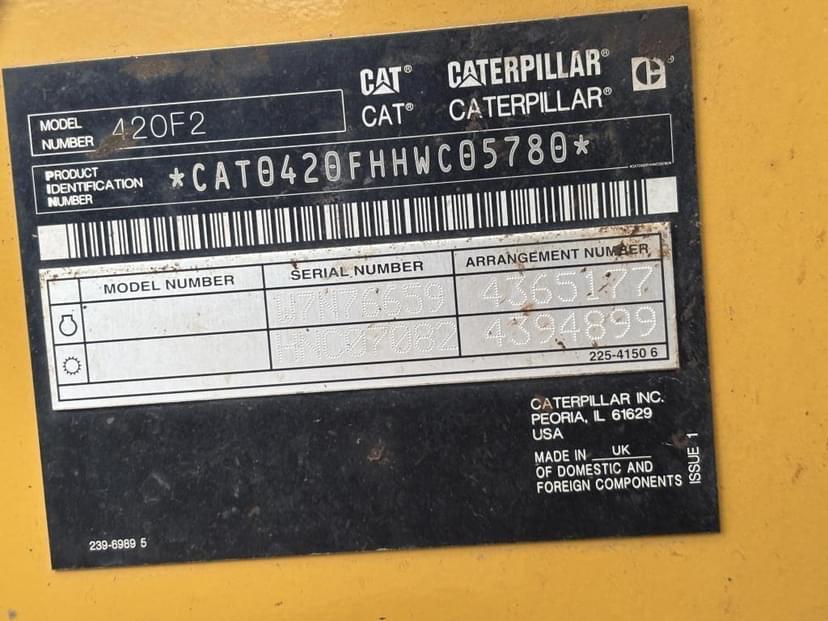 CAT® CATERPILLAR®
CAT® CATERPILLAR®
MODEL NUMBER 420F2
PRODUCT IDENTIFICATION NUMBER *CAT0420FHHWC05780*
MODEL NUMBER SERIAL NUMBER ARRANGEMENT NUMBER
W7N76659 4365177
HNC07082 4394899
225-4150 6
CATERPILLAR INC.
PEORIA, IL 61629
USA
MADE IN UK
OF DOMESTIC AND
FOREIGN COMPONENTS
ISSUE 1
239-6989 5